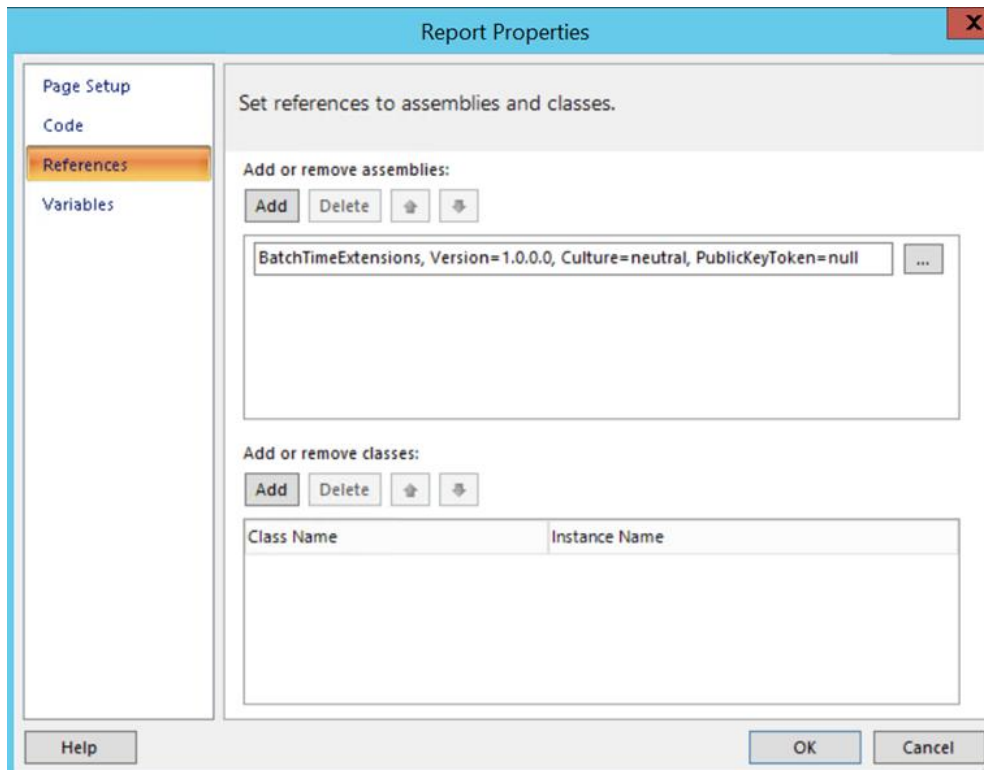 Report Properties
X
Page Setup
Code
References
Variables
Set references to assemblies and classes.
Add or remove assemblies:
Add Delete
BatchTimeExtensions, Version=1.0.0.0, Culture=neutral, PublicKeyToken=null ...
Add or remove classes:
Add Delete
Class Name Instance Name
Help OK Cancel